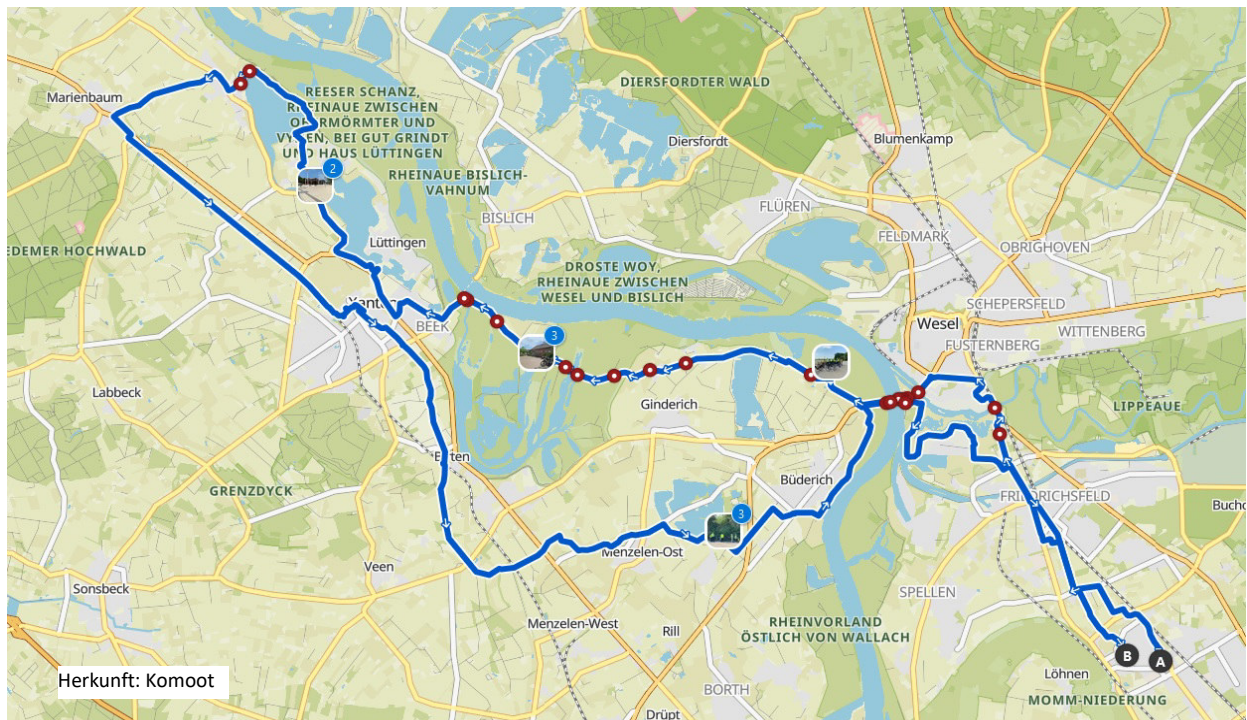 Marienbaum
REESER SCHANZ,
RHEINAUE ZWISCHEN
OBERMÖRMTER UND
VYNEN, BEI GUT GRINDT
UND HAUS LÜTTINGEN
DIERSFORDTER WALD
Diersfordt
Blumenkamp
2
RHEINAUE BISLICH-
VAHNUM
BISLICH
FLÜREN
FELDMARK
OBRIGHOVEN
EDEMER HOCHWALD
Lüttingen
DROSTE WOY,
RHEINAUE ZWISCHEN
WESEL UND BISLICH
SCHEPERSFELD
Xanten
BEEK
Wesel
WITTENBERG
FUSTERNBERG
3
Labbeck
Ginderich
LIPPEAUE
Birten
GRENZDYCK
Büderich
FRIEDRICHSFELD
Bucho
3
Menzelen-Ost
Veen
Sonsbeck
SPELLEN
Menzelen-West
Rill
RHEINVORLAND
ÖSTLICH VON WALLACH
B
A
Löhnen
Herkunft: Komoot
BORTH
MOMM-NIEDERUNG
Drüpt